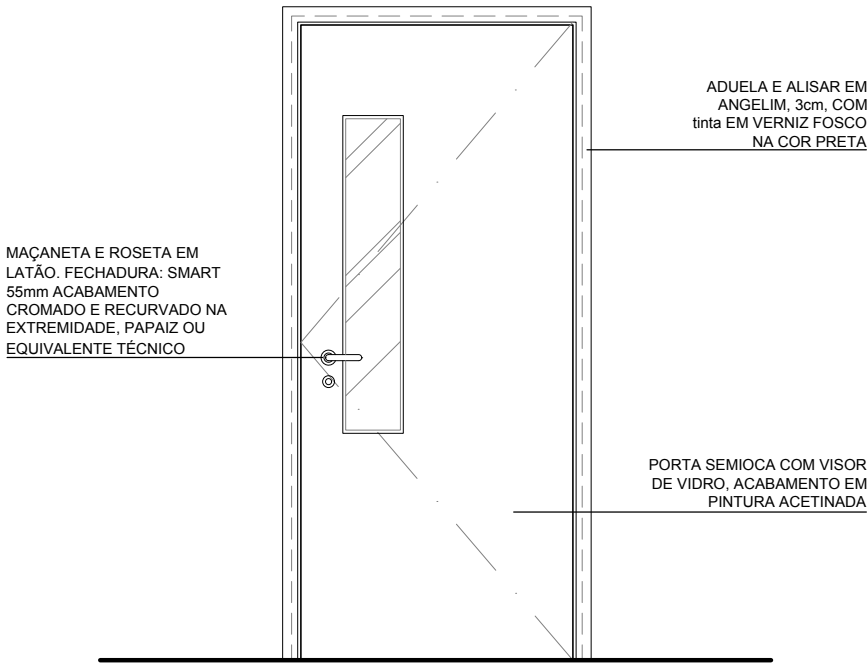 ADUELA E ALISAR EM
ANGELIM, 3cm, COM
tinta EM VERNIZ FOSCO
NA COR PRETA
MAÇANETA E ROSETA EM
LATÃO. FECHADURA: SMART
55mm ACABAMENTO
CROMADO E RECURVADO NA
EXTREMIDADE, PAPAIZ OU
EQUIVALENTE TÉCNICO
PORTA SEMIOCA COM VISOR
DE VIDRO, ACABAMENTO EM
PINTURA ACETINADA